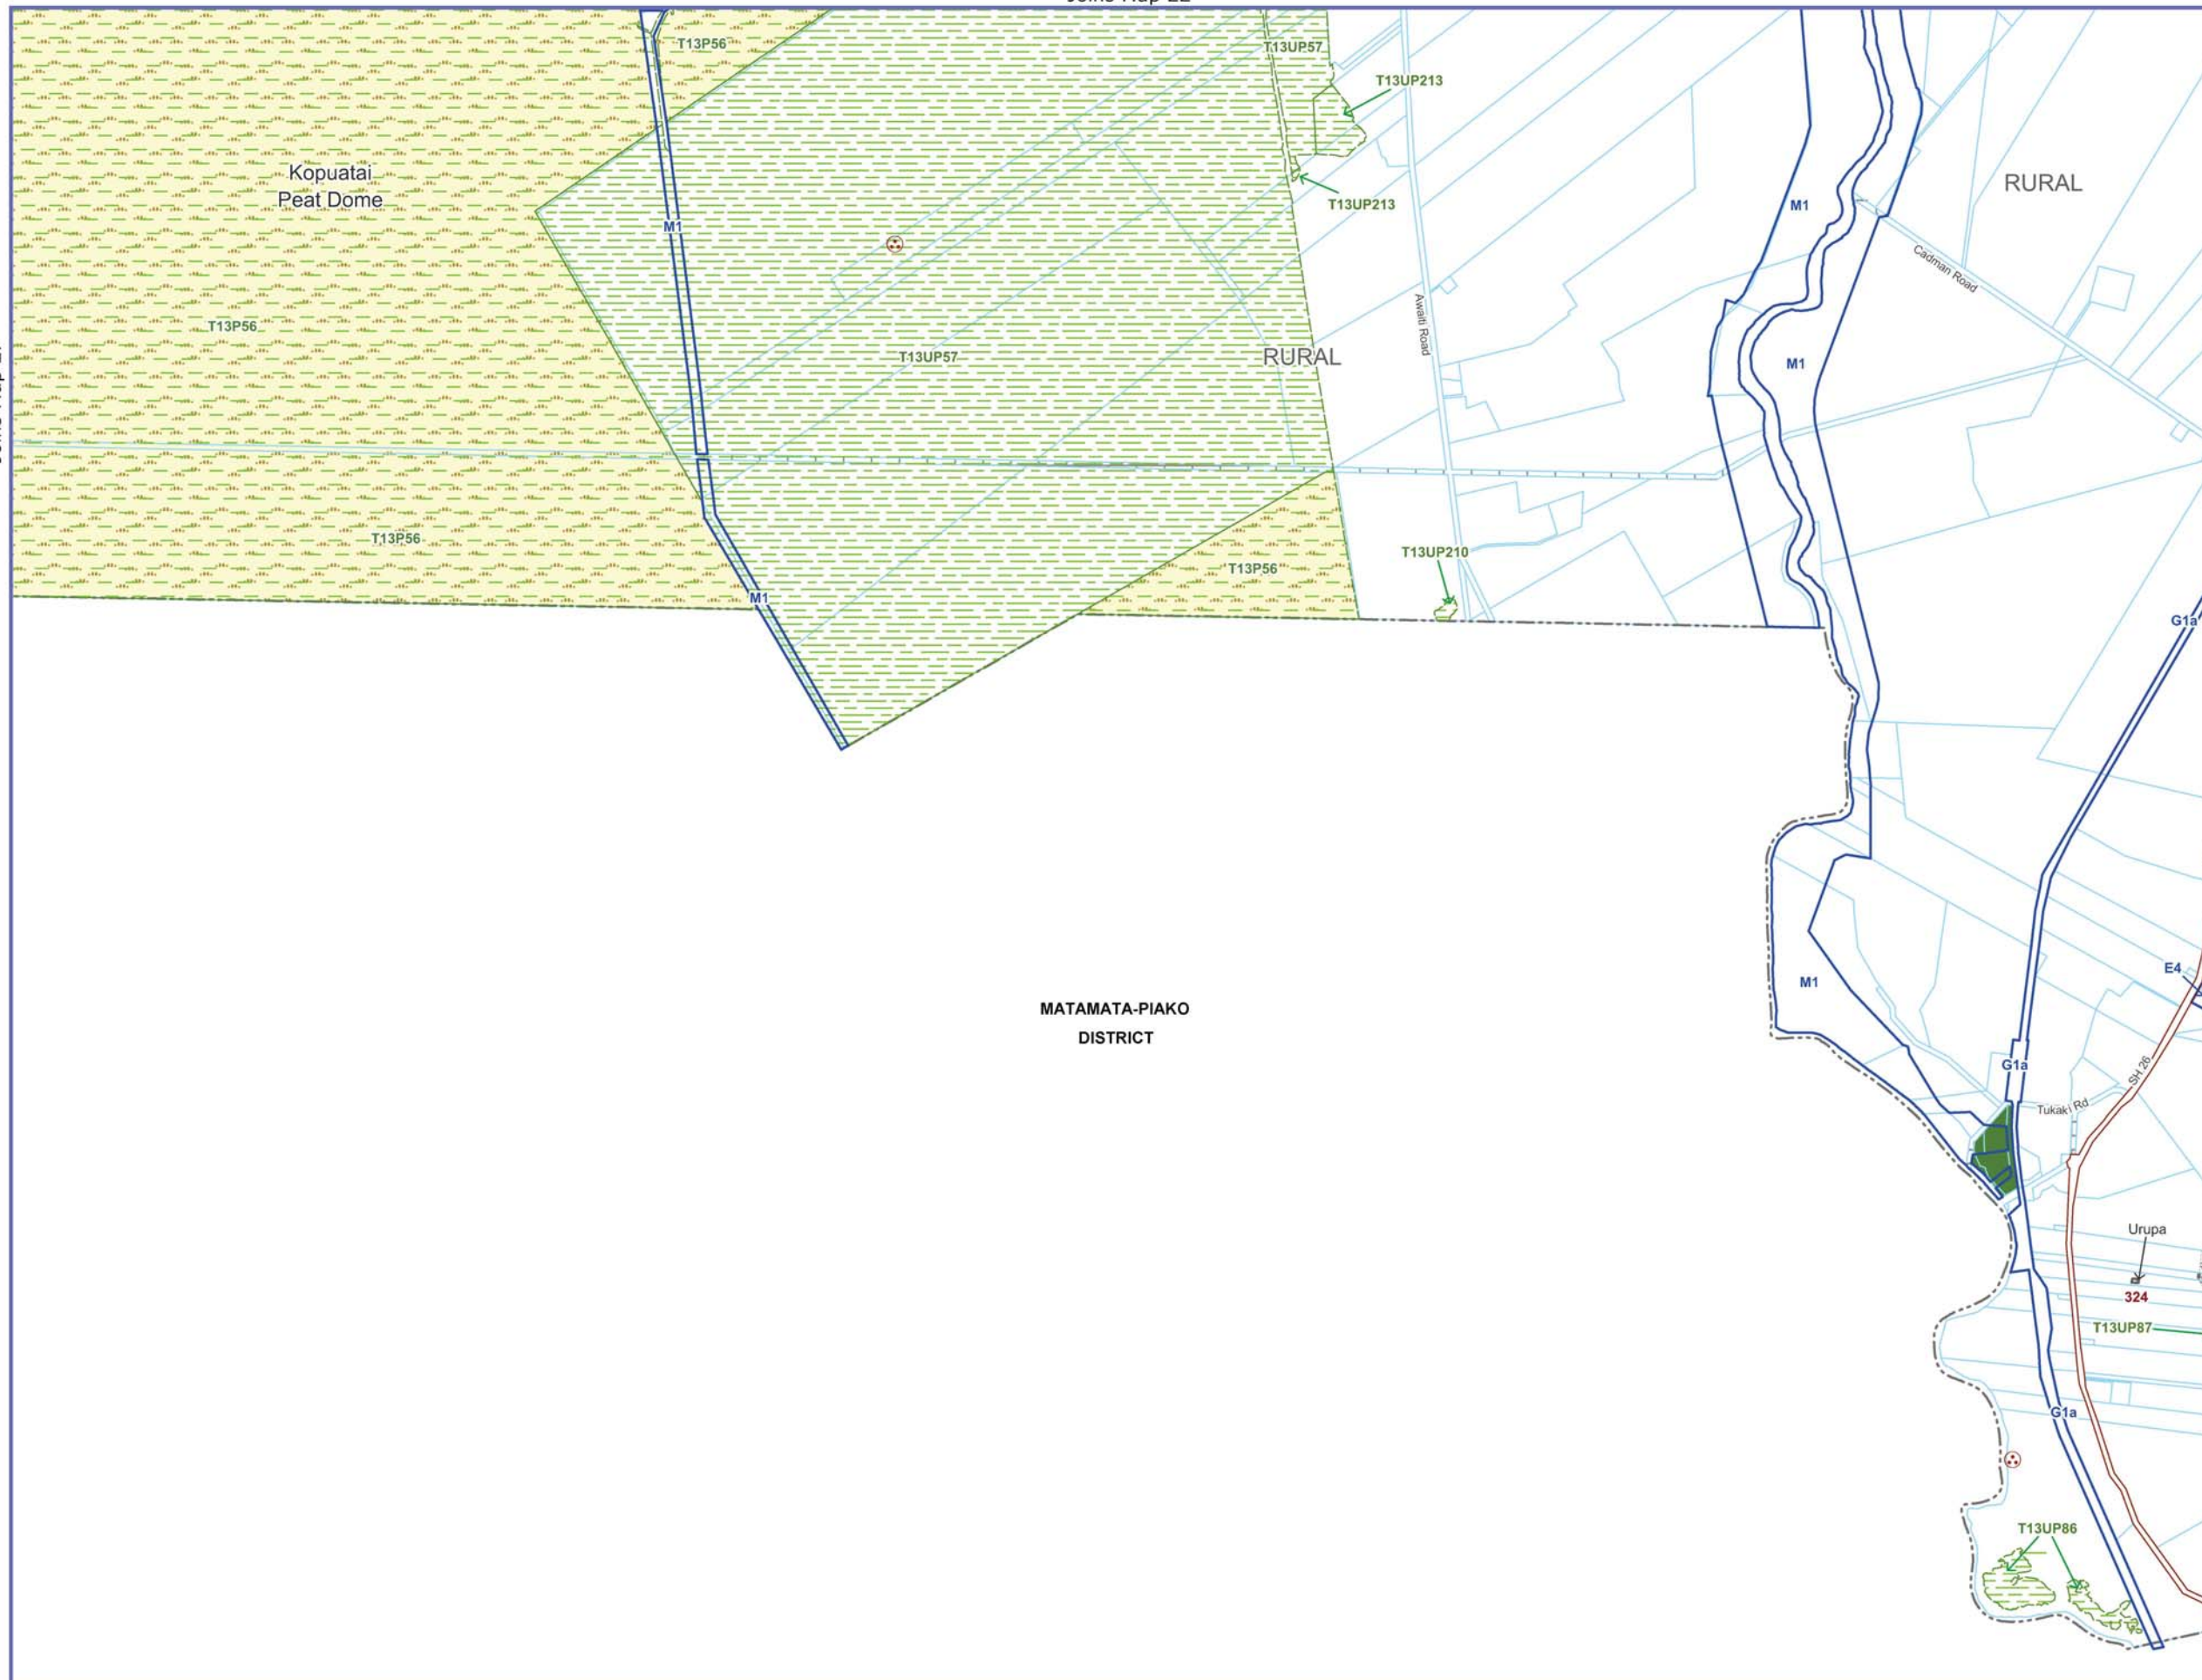 T13P56
T13UP57
T13UP213
Kopuatai
Peat Dome
RURAL
T13UP213
M1
M1
Cadman Road
T13P56
Awaiti Road
T13UP57
RURAL
M1
T13P56
T13UP210
T13P56
M1
G1a
E4
M1
MATAMATA-PIAKO
DISTRICT
G1a
SH 26
Tukaki Rd
Urupa
324
T13UP87
G1a
T13UP86